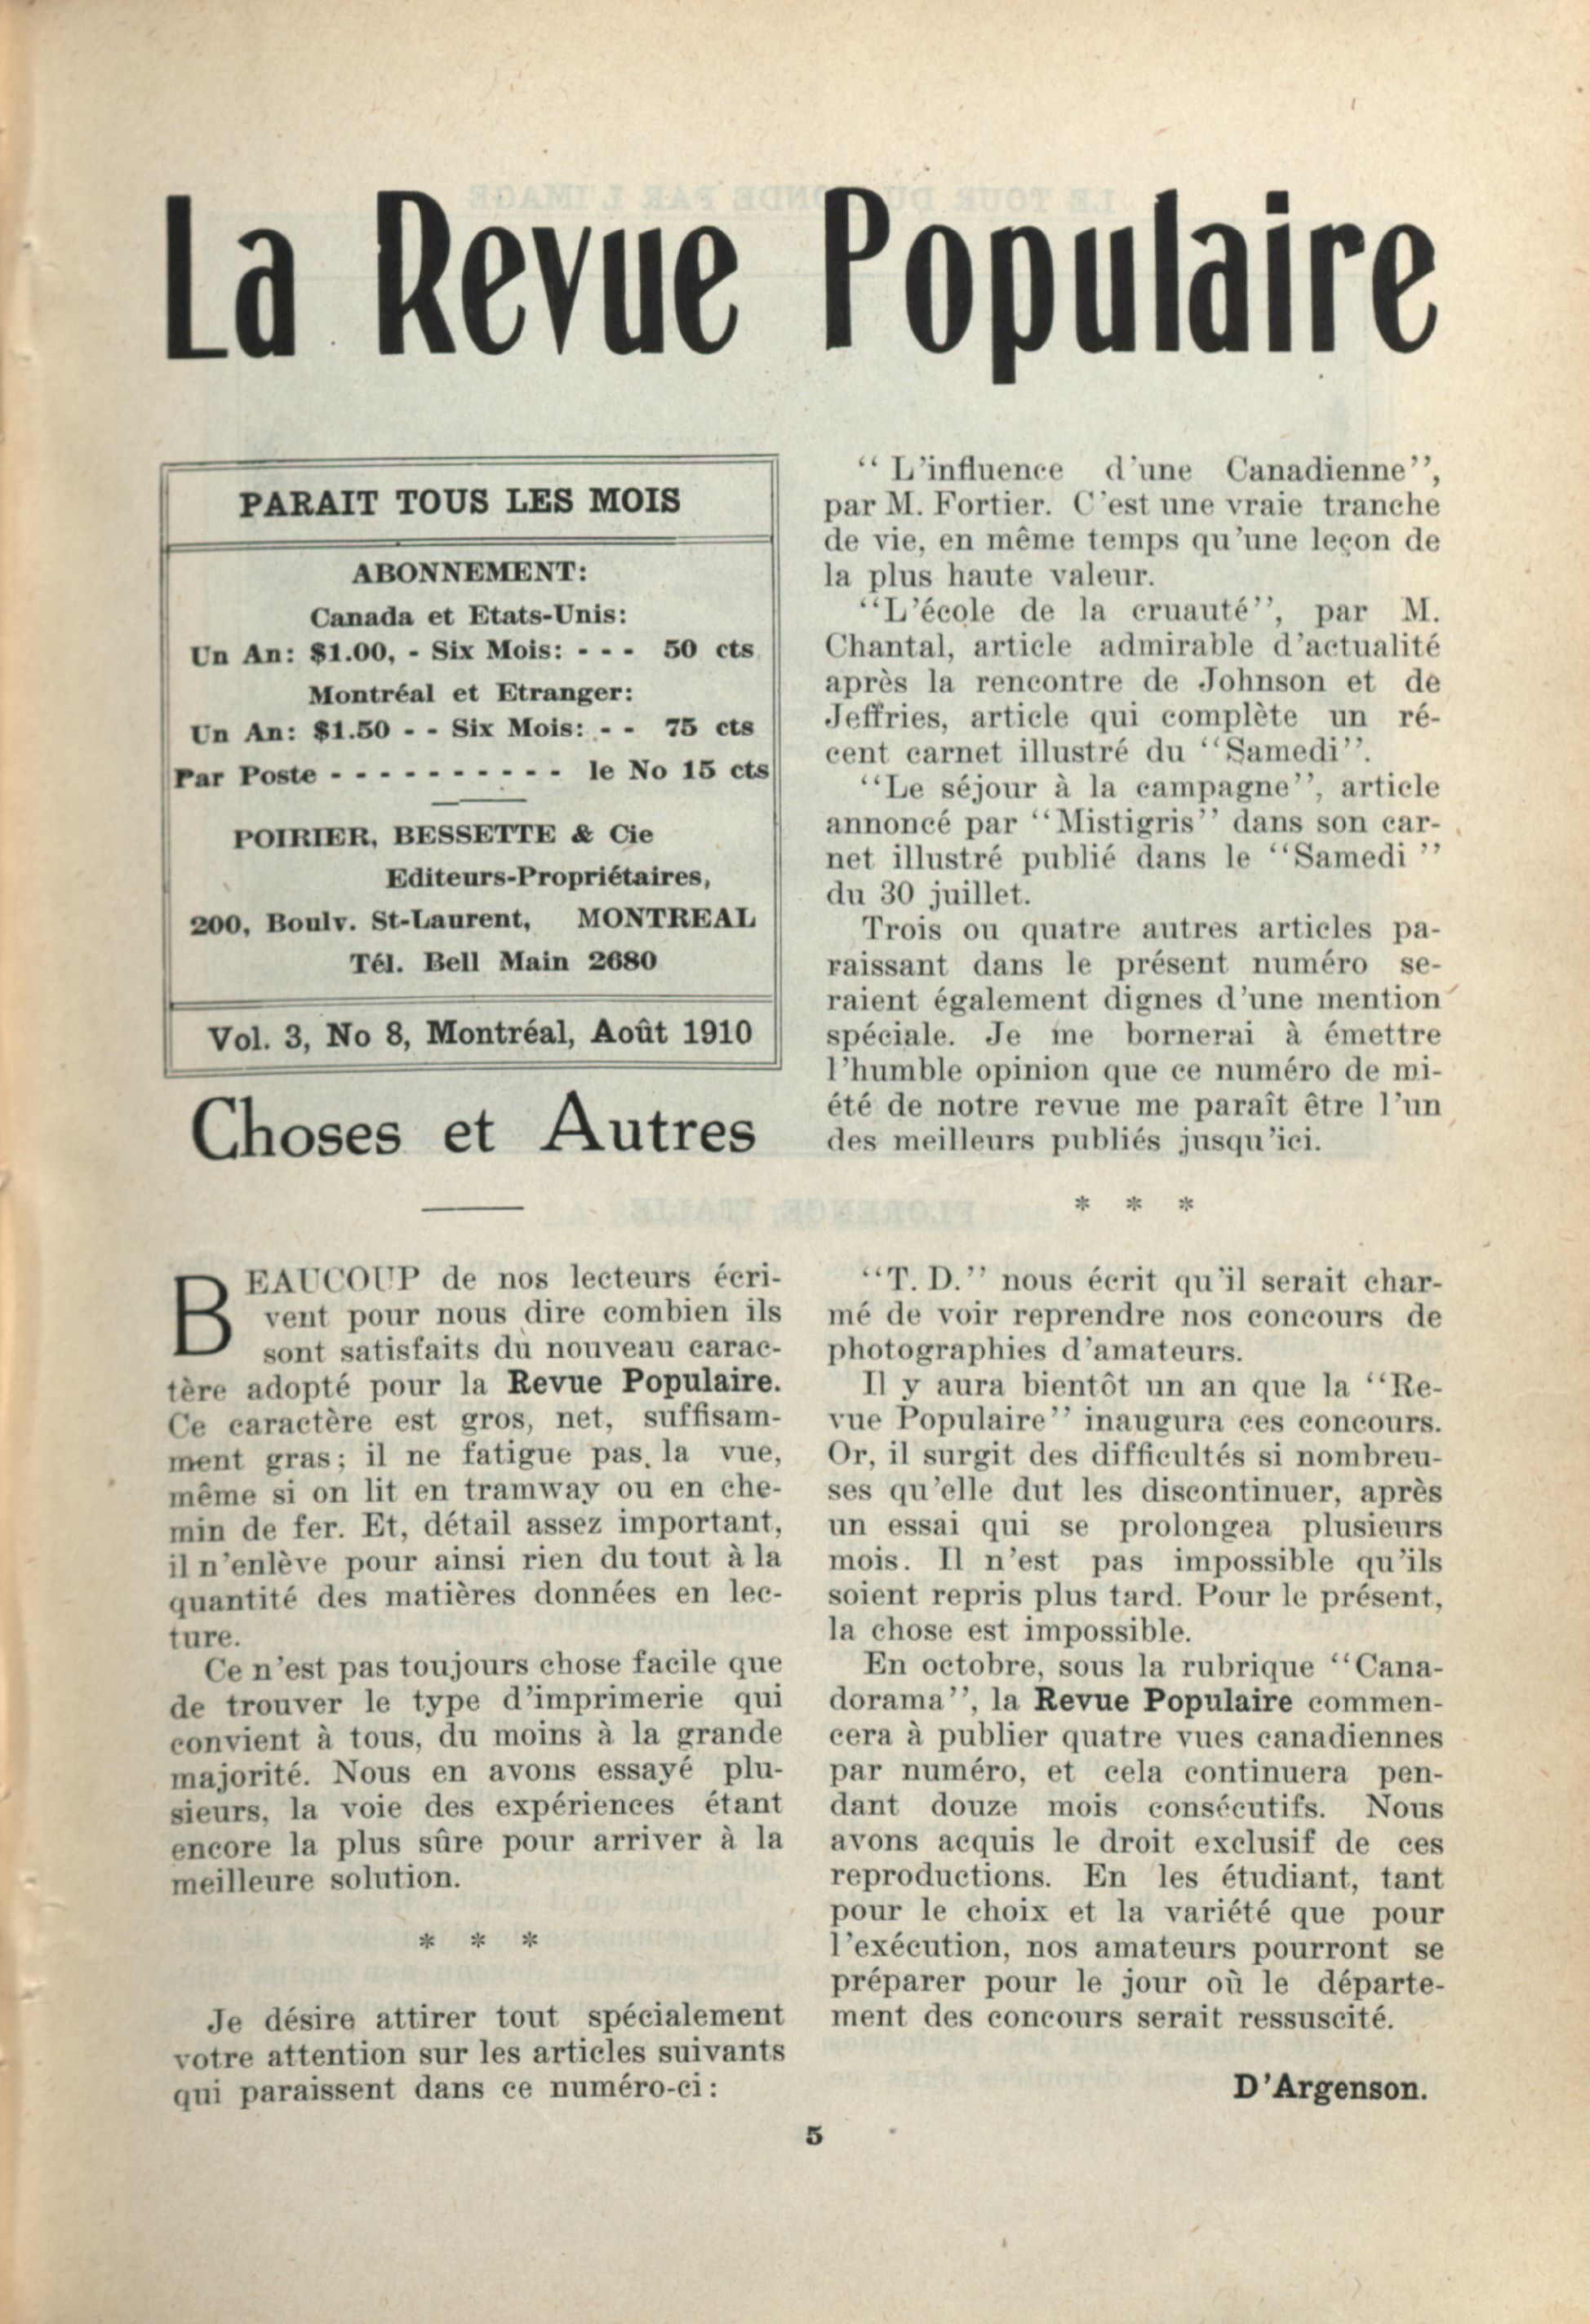 La Revue Populaire
PARAIT TOUS LES MOIS
ABONNEMENT:
Canada et Etats-Unis:
Un An: $1.00, - Six Mois: - - - 50 cts
Montréal et Etranger:
Un An: $1.50 - - Six Mois: - - 75 cts
Par Poste - - - - - - - - - - le No 15 cts
POIRIER, BESSETTE & Cie
Editeurs-Propriétaires,
200, Boulv. St-Laurent, MONTREAL
Tél. Bell Main 2680
Vol. 3, No 8, Montréal, Août 1910
Choses et Autres
BEAUCOUP de nos lecteurs écri-
vent pour nous dire combien ils
sont satisfaits du nouveau carac-
tère adopté pour la Revue Populaire.
Ce caractère est gros, net, suffisam-
ment gras; il ne fatigue pas la vue,
même si on lit en tramway ou en che-
min de fer. Et, détail assez important,
il n'enlève pour ainsi rien du tout à la
quantité des matières données en lec-
ture.
Ce n'est pas toujours chose facile que
de trouver le type d'imprimerie qui
convient à tous, du moins à la grande
majorité. Nous en avons essayé plu-
sieurs, la voie des expériences étant
encore la plus sûre pour arriver à la
meilleure solution.
* * *
Je désire attirer tout spécialement
votre attention sur les articles suivants
qui paraissent dans ce numéro-ci:
"L'influence d'une Canadienne",
par M. Fortier. C'est une vraie tranche
de vie, en même temps qu'une leçon de
la plus haute valeur.
"L'école de la cruauté", par M.
Chantal, article admirable d'actualité
après la rencontre de Johnson et de
Jeffries, article qui complète un ré-
cent carnet illustré du "Samedi".
"Le séjour à la campagne", article
annoncé par "Mistigris" dans son car-
net illustré publié dans le "Samedi"
du 30 juillet.
Trois ou quatre autres articles pa-
raissant dans le présent numéro se-
raient également dignes d'une mention
spéciale. Je me bornerai à émettre
l'humble opinion que ce numéro de mi-
été de notre revue me paraît être l'un
des meilleurs publiés jusqu'ici.
* * *
"T. D." nous écrit qu'il serait char-
mé de voir reprendre nos concours de
photographies d'amateurs.
Il y aura bientôt un an que la "Re-
vue Populaire" inaugura ces concours.
Or, il surgit des difficultés si nombreu-
ses qu'elle dut les discontinuer, après
un essai qui se prolongea plusieurs
mois. Il n'est pas impossible qu'ils
soient repris plus tard. Pour le présent,
la chose est impossible.
En octobre, sous la rubrique "Cana-
dorama", la Revue Populaire commen-
cera à publier quatre vues canadiennes
par numéro, et cela continuera pen-
dant douze mois consécutifs. Nous
avons acquis le droit exclusif de ces
reproductions. En les étudiant, tant
pour le choix et la variété que pour
l'exécution, nos amateurs pourront se
préparer pour le jour où le départe-
ment des concours serait ressuscité.
D'Argenson.
5